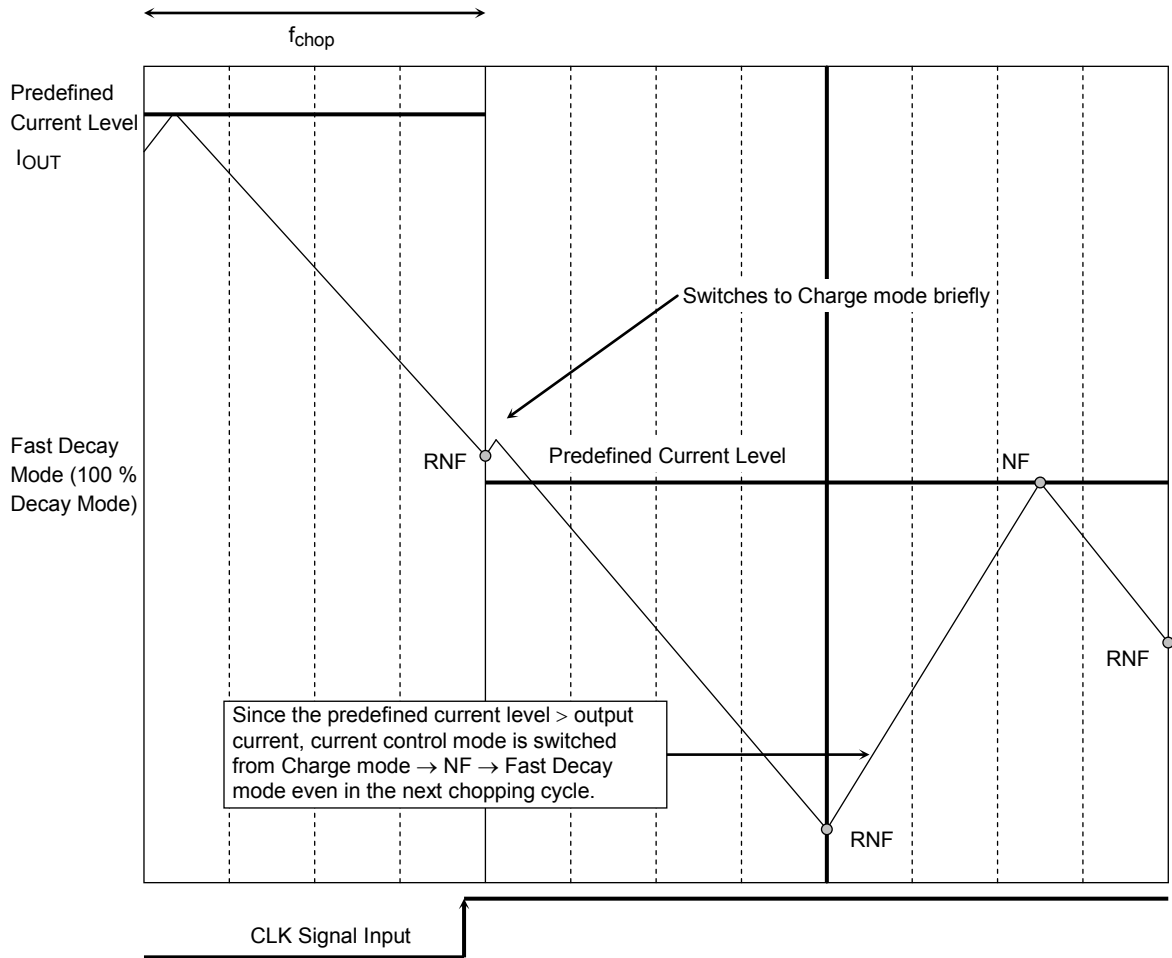 fchop
Predefined
Current Level
IOUT
Switches to Charge mode briefly
Fast Decay
Mode (100 %
Decay Mode)
RNF
Predefined Current Level
NF
RNF
Since the predefined current level > output
current, current control mode is switched
from Charge mode → NF → Fast Decay
mode even in the next chopping cycle.
RNF
CLK Signal Input